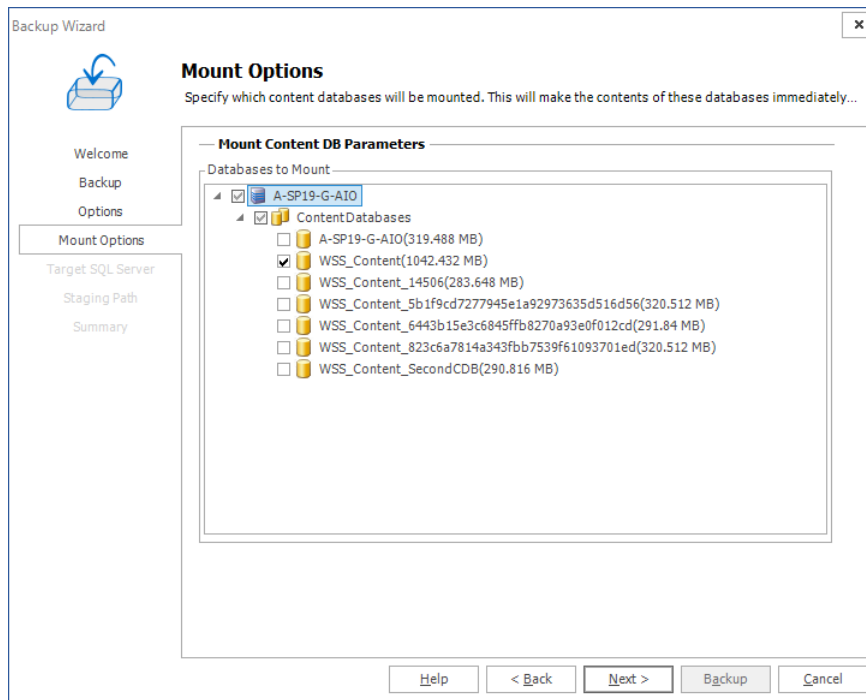 Backup Wizard
Mount Options
Specify which content databases will be mounted. This will make the contents of these databases immediately...
Welcome
Backup
Options
Mount Options
Target SQL Server
Staging Path
Summary
Mount Content DB Parameters
Databases to Mount
A-SP19-G-AIO
ContentDatabases
A-SP19-G-AIO(319.488 MB)
WSS_Content(1042.432 MB)
WSS_Content_14506(283.648 MB)
WSS_Content_5b1f9cd7277945e1a92973635d516d56(320.512 MB)
WSS_Content_6443b15e3c6845ffb8270a93e0f012cd(291.84 MB)
WSS_Content_823c6a7814a343fbb7539f61093701ed(320.512 MB)
WSS_Content_SecondCDB(290.816 MB)
Help < Back Next > Backup Cancel